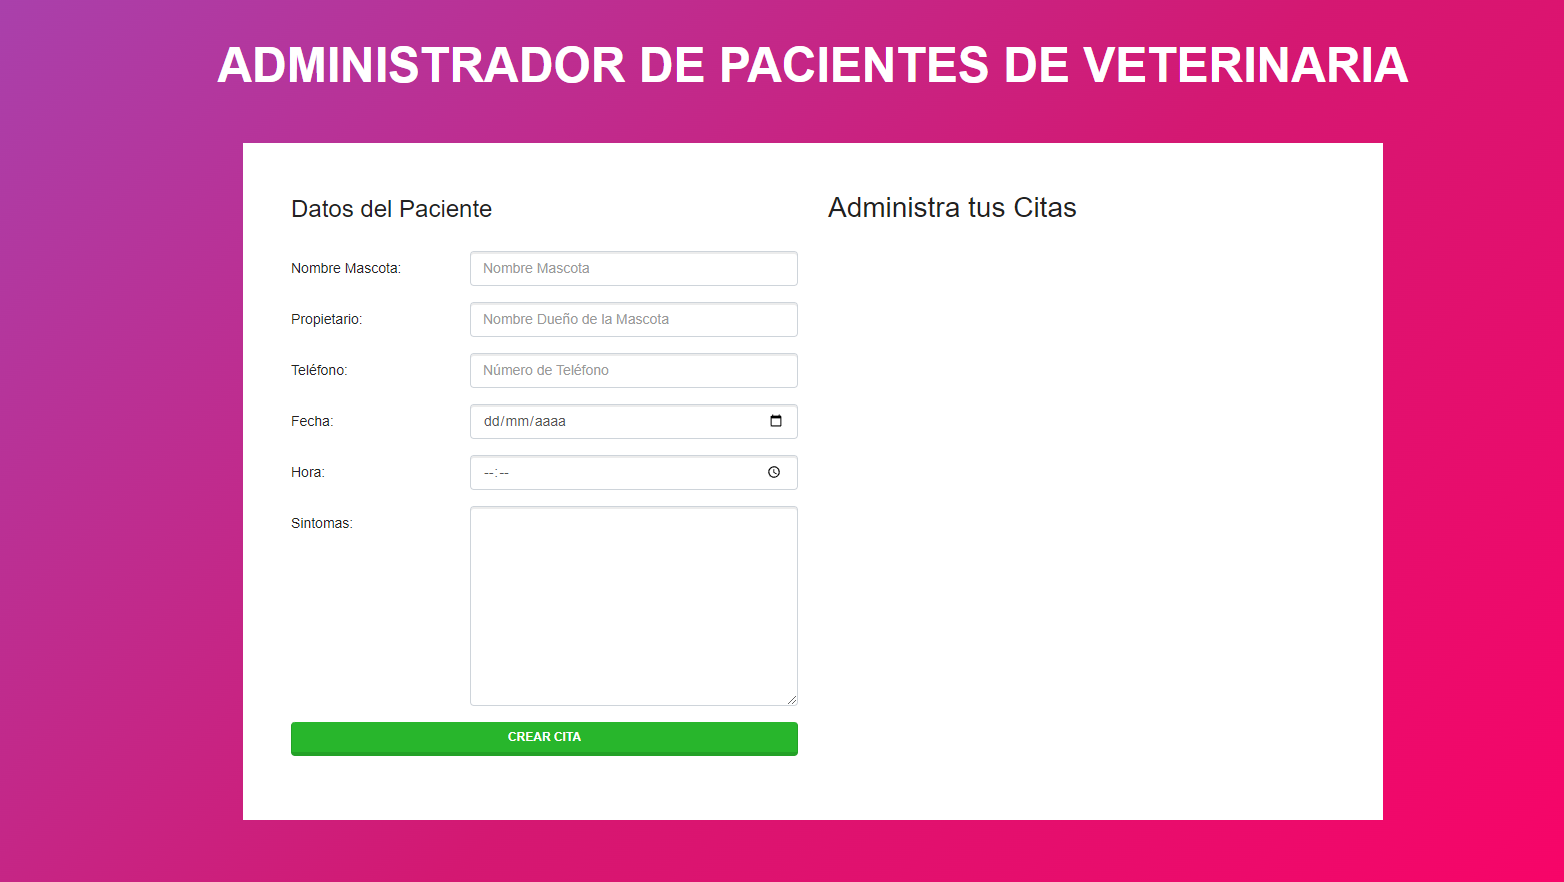 ADMINISTRADOR DE PACIENTES DE VETERINARIA
Datos del Paciente
Nombre Mascota:
Nombre Mascota
Propietario:
Nombre Dueño de la Mascota
Teléfono:
Número de Teléfono
Fecha:
dd/mm/aaaa
Hora:
--:--
Sintomas:
CREAR CITA
Administra tus Citas